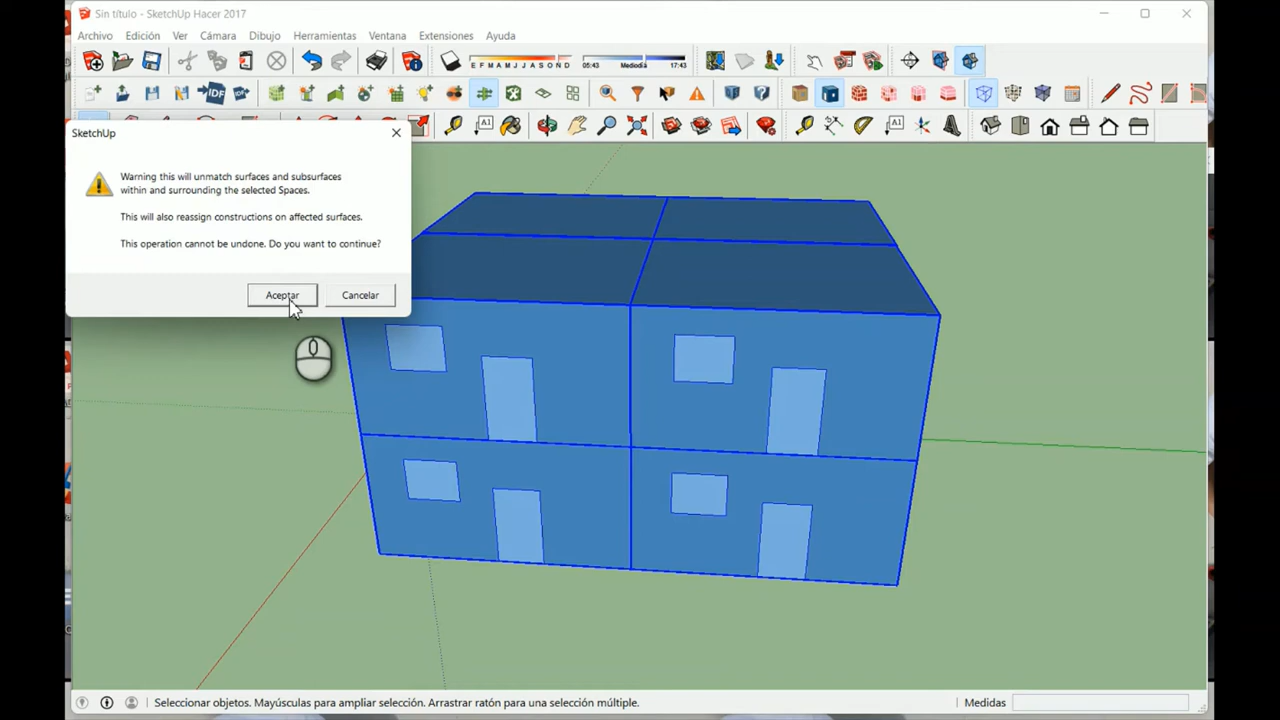 Sin título - SketchUp Hacer 2017
Archivo Edición Ver Cámara Dibujo Herramientas Ventana Extensiones Ayuda
E F M A M J J A S O N D 05:43 Mediodía 17:43
IDF
A1 A1
SketchUp
Warning this will unmatch surfaces and subsurfaces
within and surrounding the selected Spaces.
This will also reassign constructions on affected surfaces.
This operation cannot be undone. Do you want to continue?
Aceptar Cancelar
Seleccionar objetos. Mayúsculas para ampliar selección. Arrastrar ratón para una selección múltiple. Medidas